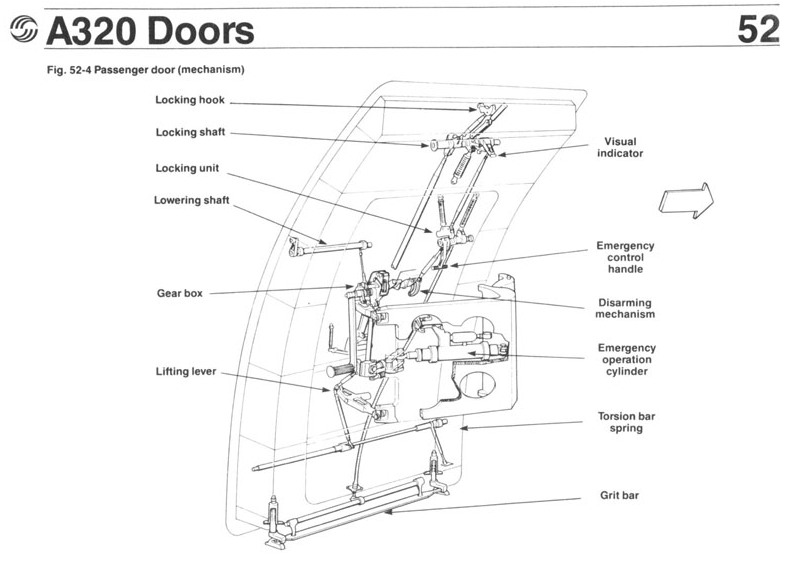 A320 Doors
52
Fig. 52-4 Passenger door (mechanism)
Locking hook
Locking shaft
Locking unit
Lowering shaft
Gear box
Lifting lever
Visual
indicator
Emergency
control
handle
Disarming
mechanism
Emergency
operation
cylinder
Torsion bar
spring
Grit bar